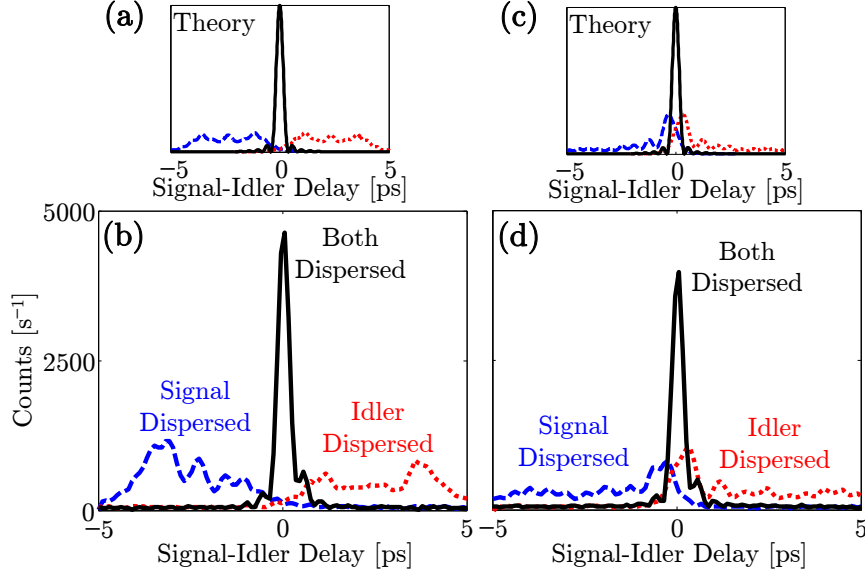 (a)
Theory
-5
0
5
Signal-Idler Delay [ps]
(c)
Theory
-5
0
5
Signal-Idler Delay [ps]
(b)
5000
2500
0
Counts [s⁻¹]
Both
Dispersed
Signal
Dispersed
Idler
Dispersed
-5
0
5
Signal-Idler Delay [ps]
(d)
Both
Dispersed
Signal
Dispersed
Idler
Dispersed
-5
0
5
Signal-Idler Delay [ps]